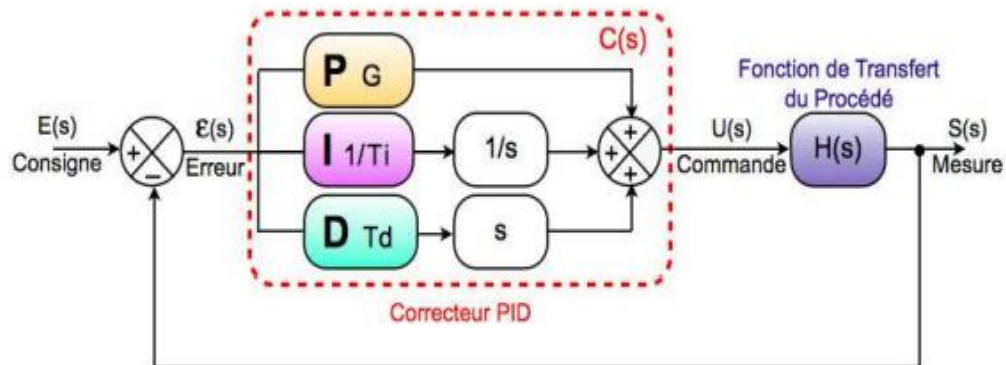 C(s)
P G
Fonction de Transfert
du Procédé
E(s)
Consigne
+
−
ε(s)
Erreur
I 1/Ti
1/s
+
+
+
U(s)
Commande
H(s)
S(s)
Mesure
D Td
s
Correcteur PID